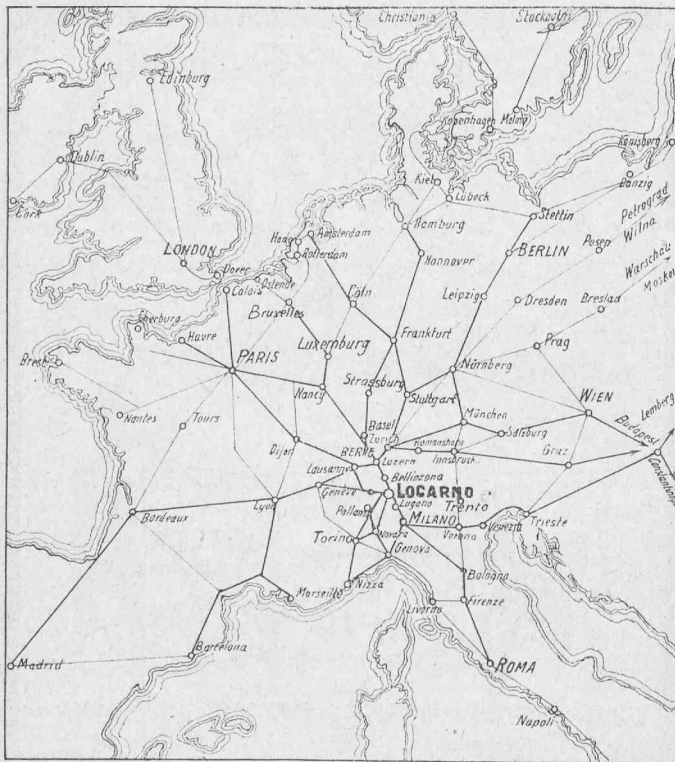 Christiania
Stockholm
Edinburg
Kopenhagen
Malmö
Königsberg
Dublin
Kiel
Lübeck
Danzig
Cork
Stettin
Petrograd
Wilna
Hamburg
Amsterdam
Haag
Rotterdam
LONDON
Dover
Calais
Ostende
Hannover
BERLIN
Posen
Warschau
Moskou
Bruxelles
Cöln
Leipzig
Dresden
Breslau
Cherburg
Havre
Luxemburg
Frankfurt
Prag
Brest
PARIS
Nancy
Strassburg
Stuttgart
Nürnberg
Nantes
Tours
München
WIEN
Lemberg
Basel
Zürich
Salzburg
Budapest
Dijon
BERNE
Romanshorn
Luzern
Innsbruck
Graz
Constantinopel
Lausanne
Bellinzona
Genève
LOCARNO
Lyon
Lugano
Trento
Bordeaux
Pallanza
MILANO
Verona
Venezia
Trieste
Torino
Novara
Genova
Bologna
Nizza
Marseille
Livorno
Firenze
Madrid
Barcelona
ROMA
Napoli